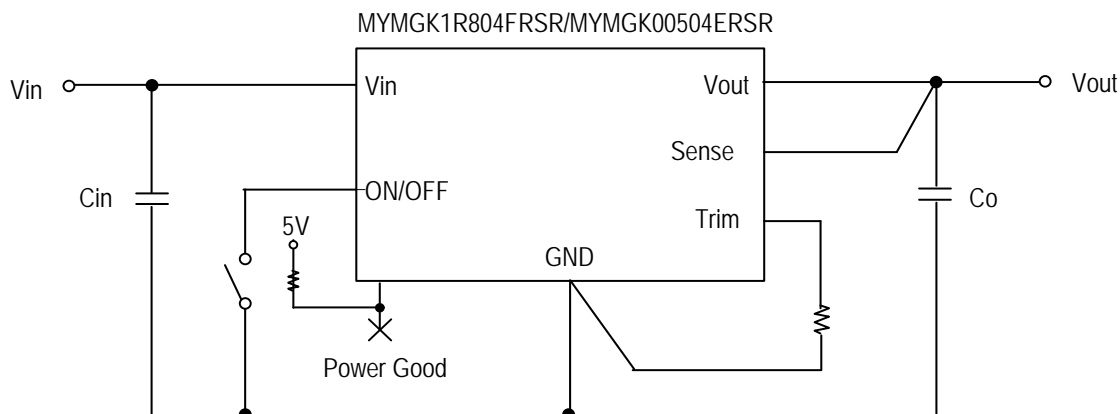 MYMGK1R804FRSR/MYMGK00504ERSR
Vin
Vin
Vout
Vout
Sense
Cin
ON/OFF
Co
5V
Trim
GND
Power Good